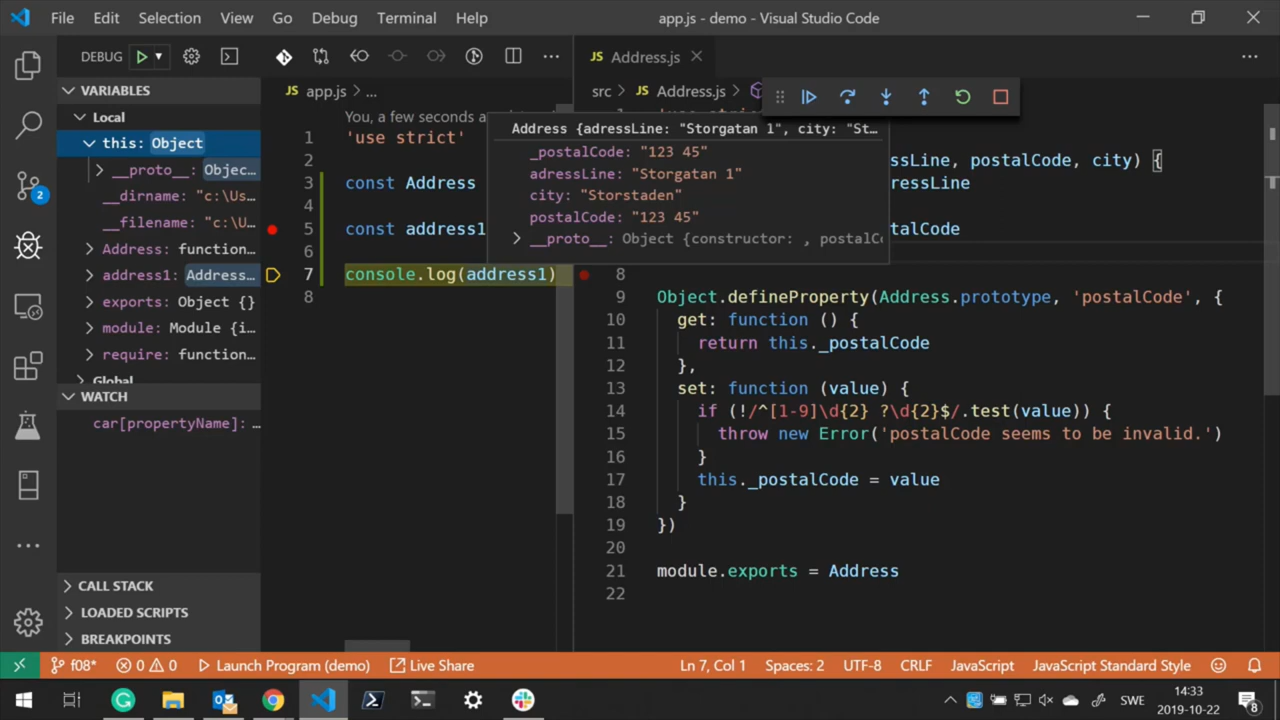 File Edit Selection View Go Debug Terminal Help app.js - demo - Visual Studio Code
DEBUG
JS Address.js
VARIABLES
Local
this: Object
__proto__: Objec…
__dirname: "c:\Us…
__filename: "c:\U…
Address: function…
address1: Address…
exports: Object {}
module: Module {i…
require: function…
Global
WATCH
car[propertyName]: …
CALL STACK
LOADED SCRIPTS
BREAKPOINTS
JS app.js > ...
You, a few seconds a
1 'use strict'
2
3 const Address
4
5 const address1
6
7 console.log(address1)
8
Address {adressLine: "Storgatan 1", city: "St…
_postalCode: "123 45"
adressLine: "Storgatan 1"
city: "Storstaden"
postalCode: "123 45"
__proto__: Object {constructor: , postalCo
src > JS Address.js >
ssLine, postalCode, city) {
ressLine
talCode
8
9 Object.defineProperty(Address.prototype, 'postalCode', {
10 get: function () {
11 return this._postalCode
12 },
13 set: function (value) {
14 if (!/^[1-9]\d{2} ?\d{2}$/.test(value)) {
15 throw new Error('postalCode seems to be invalid.')
16 }
17 this._postalCode = value
18 }
19 })
20
21 module.exports = Address
22
2
f08* 0 0 Launch Program (demo) Live Share Ln 7, Col 1 Spaces: 2 UTF-8 CRLF JavaScript JavaScript Standard Style
SWE
14:33
2019-10-22
8